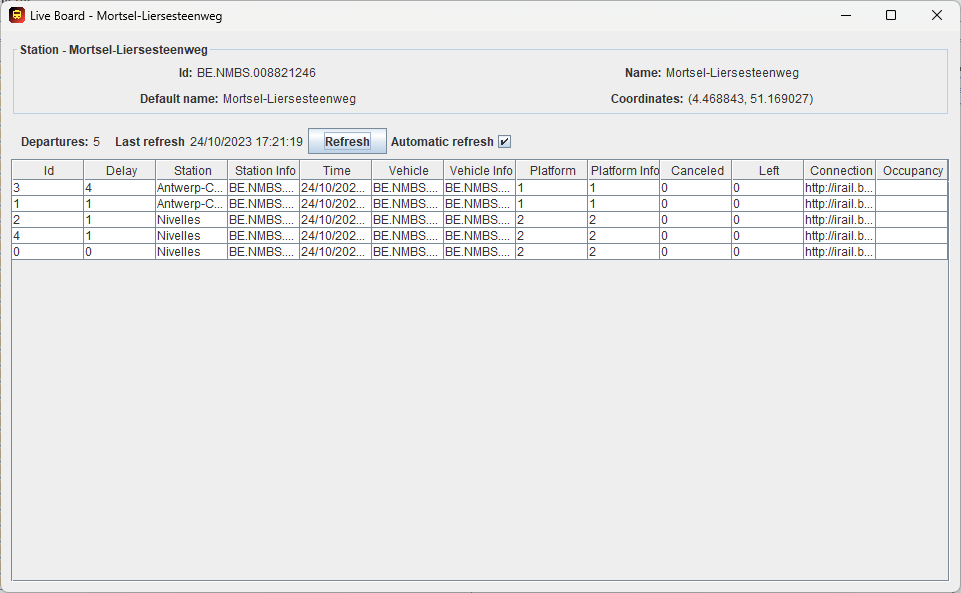 Live Board - Mortsel-Liersesteenweg
Station - Mortsel-Liersesteenweg
Id: BE.NMBS.008821246 Name: Mortsel-Liersesteenweg
Default name: Mortsel-Liersesteenweg Coordinates: (4.468843, 51.169027)
Departures: 5 Last refresh 24/10/2023 17:21:19 Refresh Automatic refresh
Id Delay Station Station Info Time Vehicle Vehicle Info Platform Platform Info Canceled Left Connection Occupancy
3 4 Antwerp-C... BE.NMBS.... 24/10/202... BE.NMBS.... BE.NMBS.... 1 1 0 0 http://irail.b...
1 1 Antwerp-C... BE.NMBS.... 24/10/202... BE.NMBS.... BE.NMBS.... 1 1 0 0 http://irail.b...
2 1 Nivelles BE.NMBS.... 24/10/202... BE.NMBS.... BE.NMBS.... 2 2 0 0 http://irail.b...
4 1 Nivelles BE.NMBS.... 24/10/202... BE.NMBS.... BE.NMBS.... 2 2 0 0 http://irail.b...
0 0 Nivelles BE.NMBS.... 24/10/202... BE.NMBS.... BE.NMBS.... 2 2 0 0 http://irail.b...